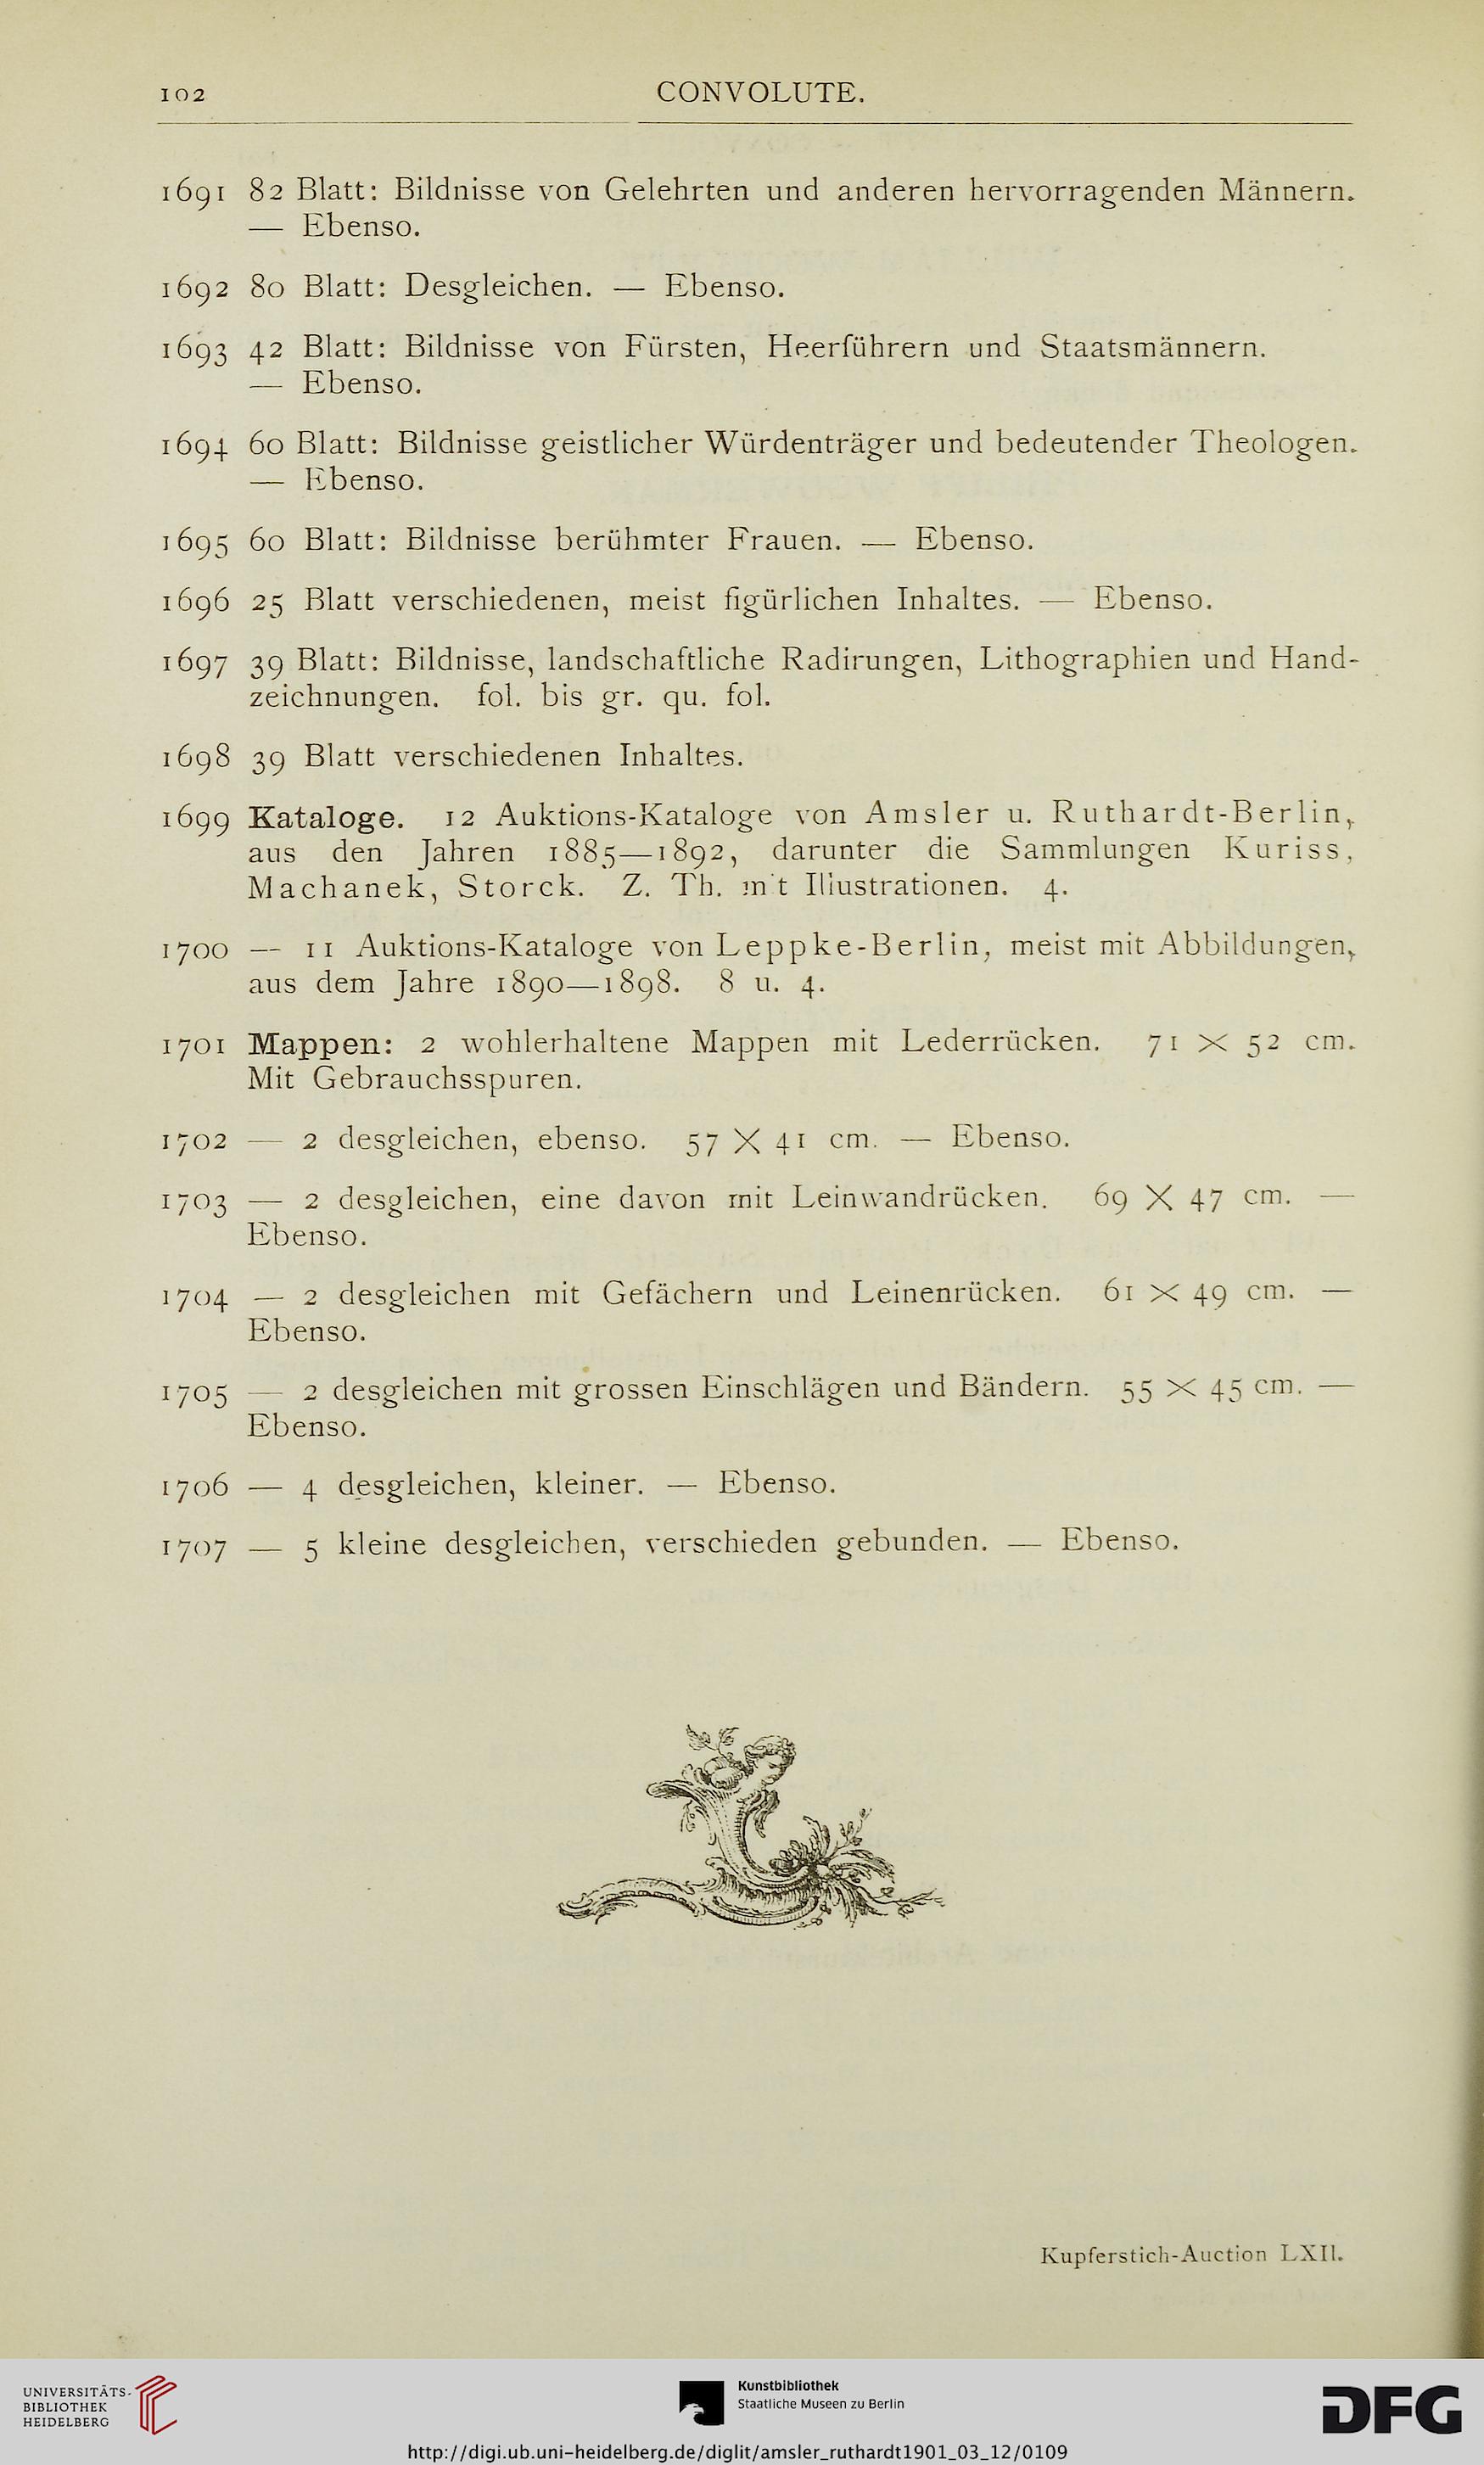 102
CONVOLUTE.
1691 82 Blatt: Bildnisse von Gelehrten und anderen hervorragenden Männern.
— Ebenso.
1692 80 Blatt: Desgleichen. — Ebenso.
1693 42 Blatt: Bildnisse von Fürsten, Heerführern und Staatsmännern.
— Ebenso.
1694 60 Blatt: Bildnisse geistlicher Würdenträger und bedeutender Theologen.
— Ebenso.
1695 60 Blatt: Bildnisse berühmter Frauen. — Ebenso.
1696 25 Blatt verschiedenen, meist figürlichen Inhaltes. — Ebenso.
1697 39 Blatt: Bildnisse, landschaftliche Radirungen, Lithographien und Hand-
zeichnungen. fol. bis gr. qu. fol.
1698 39 Blatt verschiedenen Inhaltes.
1699 Kataloge. 12 Auktions-Kataloge von Amsler u. Ruthardt-Berlin,
aus den Jahren 1885—1892, darunter die Sammlungen Kuriss,
Machanek, Storck. Z. Th. mit Illustrationen. 4.
1700 — 11 Auktions-Kataloge von Leppke-Berlin, meist mit Abbildungen,
aus dem Jahre 1890—1898. 8 u. 4.
1701 Mappen: 2 wohlerhaltene Mappen mit Lederrücken. 71 × 52 cm.
Mit Gebrauchsspuren.
1702 — 2 desgleichen, ebenso. 57 × 41 cm. — Ebenso.
1703 — 2 desgleichen, eine davon mit Leinwandrücken. 69 × 47 cm. —
Ebenso.
1704 — 2 desgleichen mit Gefächern und Leinenrücken. 61 × 49 cm. —
Ebenso.
1705 — 2 desgleichen mit grossen Einschlägen und Bändern. 55 × 45 cm. —
Ebenso.
1706 — 4 desgleichen, kleiner. — Ebenso.
1707 — 5 kleine desgleichen, verschieden gebunden. — Ebenso.
Kupferstich-Auction LXII.
UNIVERSITÄTS-
BIBLIOTHEK
HEIDELBERG
Kunstbibliothek
Staatliche Museen zu Berlin
DFG
http://digi.ub.uni-heidelberg.de/diglit/amsler_ruthardt1901_03_12/0109